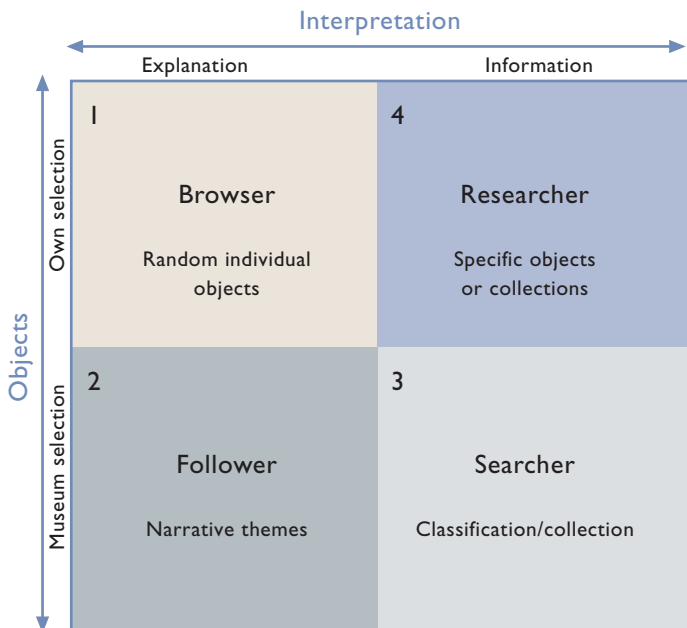 Interpretation
Explanation
Information
Objects
Own selection
Museum selection
1
Browser
Random individual
objects
4
Researcher
Specific objects
or collections
2
Follower
Narrative themes
3
Searcher
Classification/collection